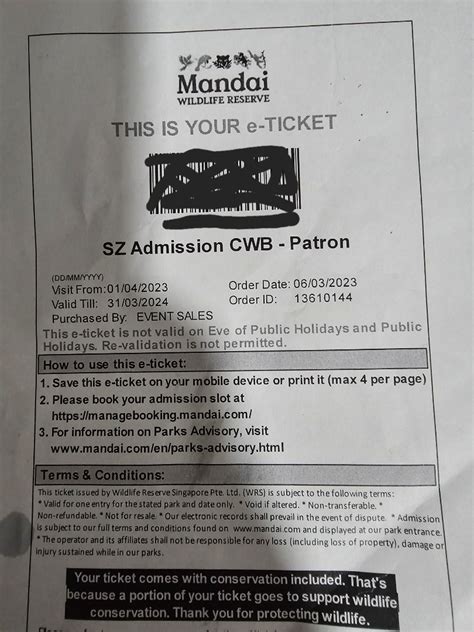 Mandai
WILDLIFE RESERVE
THIS IS YOUR e-TICKET
SZ Admission CWB - Patron
(DD/MM/YYYY)
Visit From:01/04/2023 Order Date: 06/03/2023
Valid Till: 31/03/2024 Order ID: 13610144
Purchased By: EVENT SALES
This e-ticket is not valid on Eve of Public Holidays and Public
Holidays. Re-validation is not permitted.
How to use this e-ticket:
1. Save this e-ticket on your mobile device or print it (max 4 per page)
2. Please book your admission slot at
https://managebooking.mandai.com/
3. For information on Parks Advisory, visit
www.mandai.com/en/parks-advisory.html
Terms & Conditions:
This ticket issued by Wildlife Reserve Singapore Pte. Ltd. (WRS) is subject to the following terms:
* Valid for one entry for the stated park and date only. * Void if altered. * Non-transferable. *
Non-refundable. * Not for resale. * Our electronic records shall prevail in the event of dispute. * Admission
is subject to our full terms and conditions found on www.mandai.com and displayed at our park entrance.
* The operator and its affiliates shall not be responsible for any loss (including loss of property), damage or
injury sustained while in our parks.
Your ticket comes with conservation included. That's
because a portion of your ticket goes to support wildlife
conservation. Thank you for protecting wildlife.